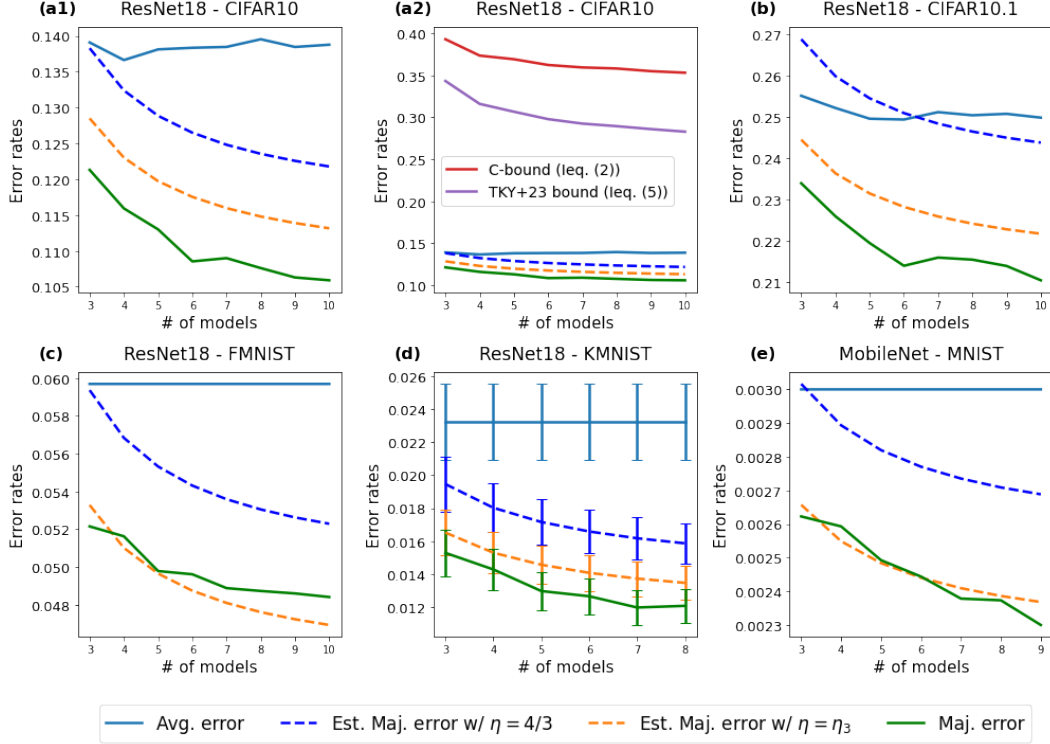 (a1) ResNet18 - CIFAR10
0.140
0.135
0.130
0.125
0.120
0.115
0.110
0.105
Error rates
3 4 5 6 7 8 9 10
# of models
(a2) ResNet18 - CIFAR10
0.40
0.35
0.30
0.25
0.20
0.15
0.10
Error rates
C-bound (Ieq. (2))
TKY+23 bound (Ieq. (5))
3 4 5 6 7 8 9 10
# of models
(b) ResNet18 - CIFAR10.1
0.27
0.26
0.25
0.24
0.23
0.22
0.21
Error rates
3 4 5 6 7 8 9 10
# of models
(c) ResNet18 - FMNIST
0.060
0.058
0.056
0.054
0.052
0.050
0.048
Error rates
3 4 5 6 7 8 9 10
# of models
(d) ResNet18 - KMNIST
0.026
0.024
0.022
0.020
0.018
0.016
0.014
0.012
Error rates
3 4 5 6 7 8
# of models
(e) MobileNet - MNIST
0.0030
0.0029
0.0028
0.0027
0.0026
0.0025
0.0024
0.0023
Error rates
3 4 5 6 7 8 9
# of models
Avg. error Est. Maj. error w/ η = 4/3 Est. Maj. error w/ η = η₃ Maj. error